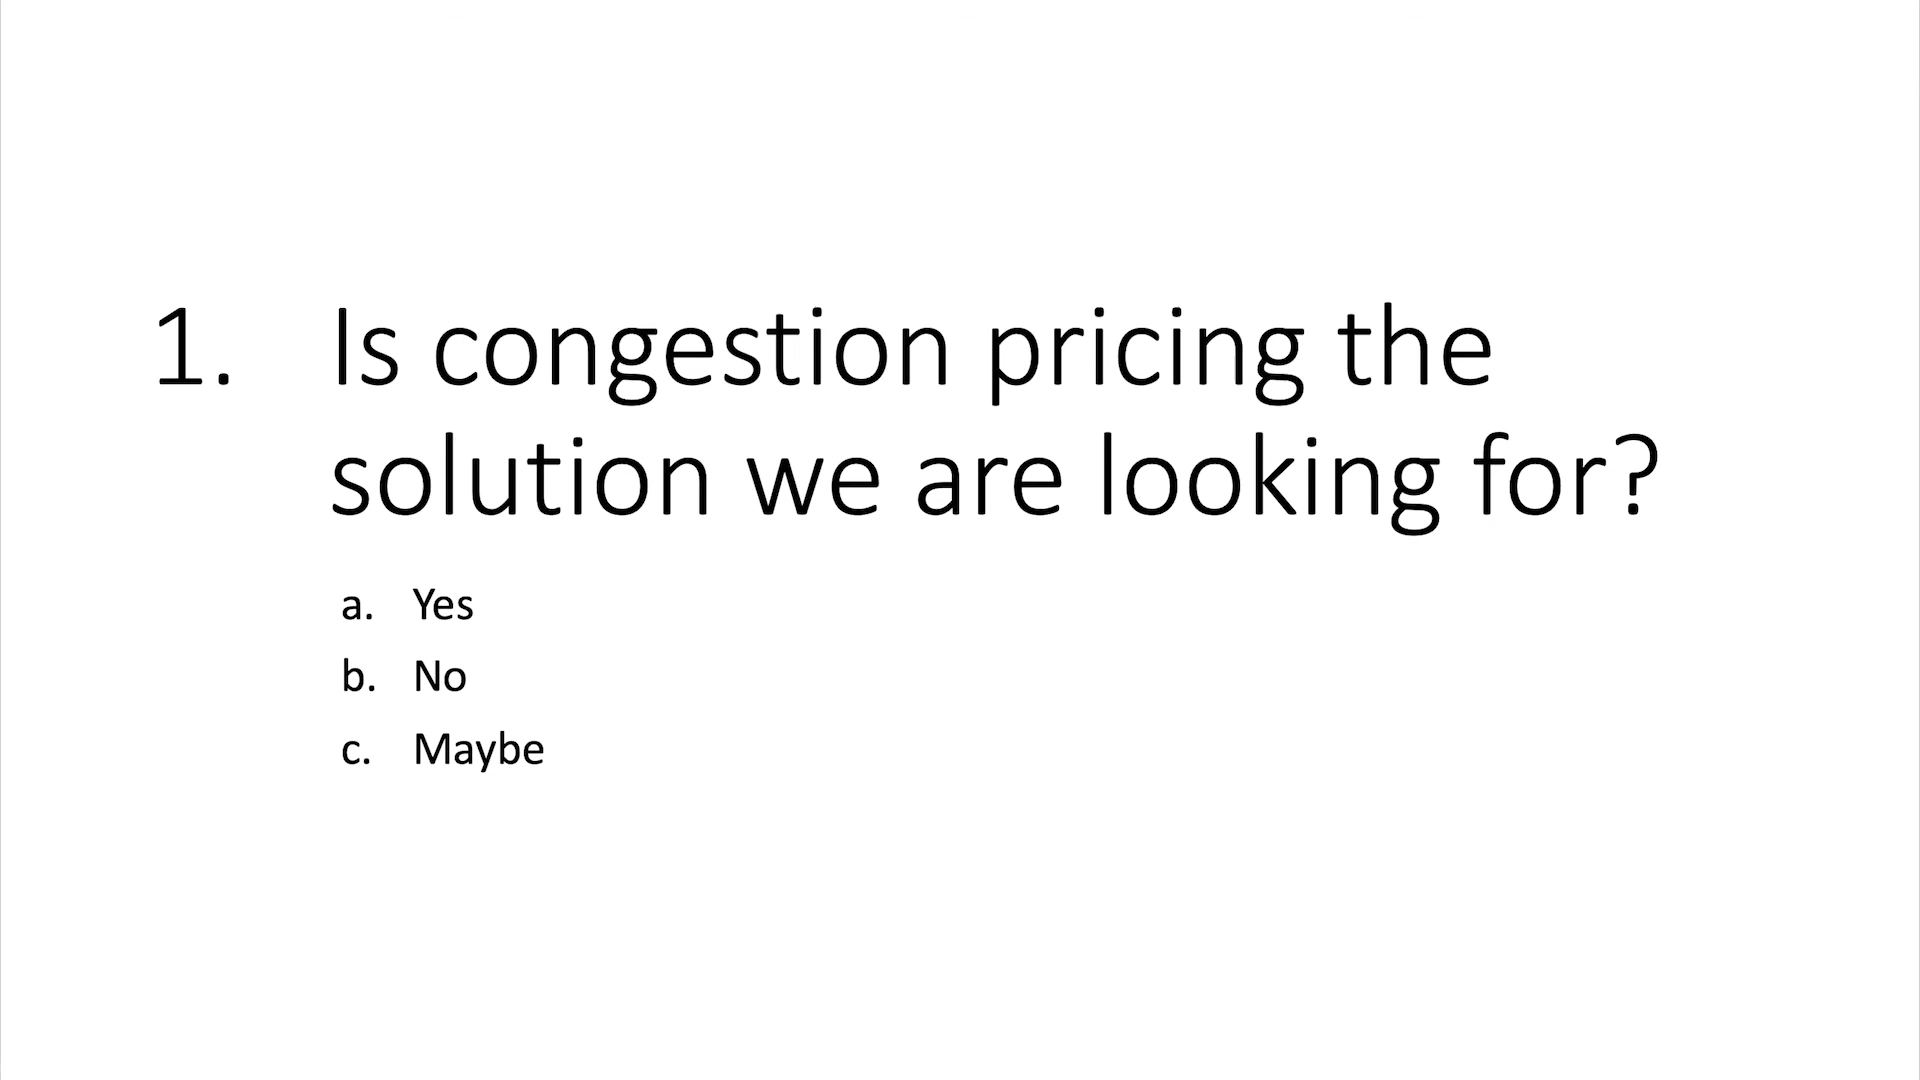 1. Is congestion pricing the
solution we are looking for?
a. Yes
b. No
c. Maybe